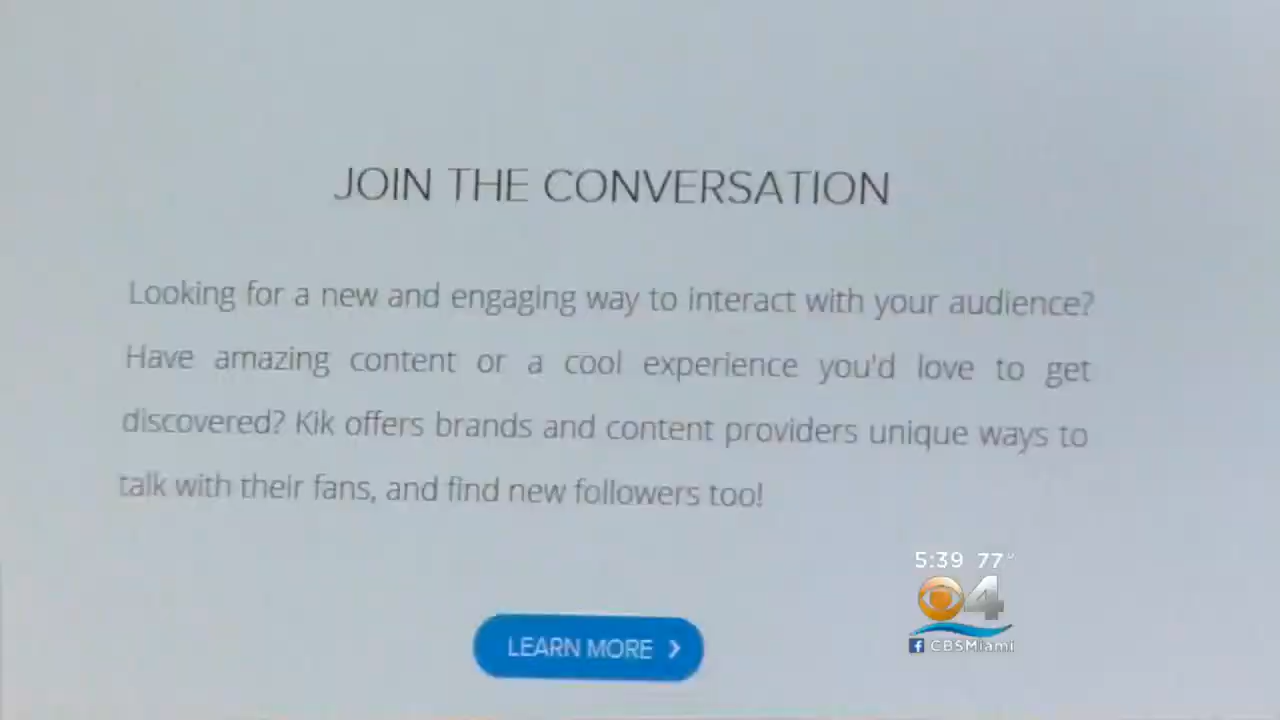 JOIN THE CONVERSATION
Looking for a new and engaging way to interact with your audience?
Have amazing content or a cool experience you'd love to get
discovered? Kik offers brands and content providers unique ways to
talk with their fans, and find new followers too!
LEARN MORE >
5:39 77°
4
f CBSMiami